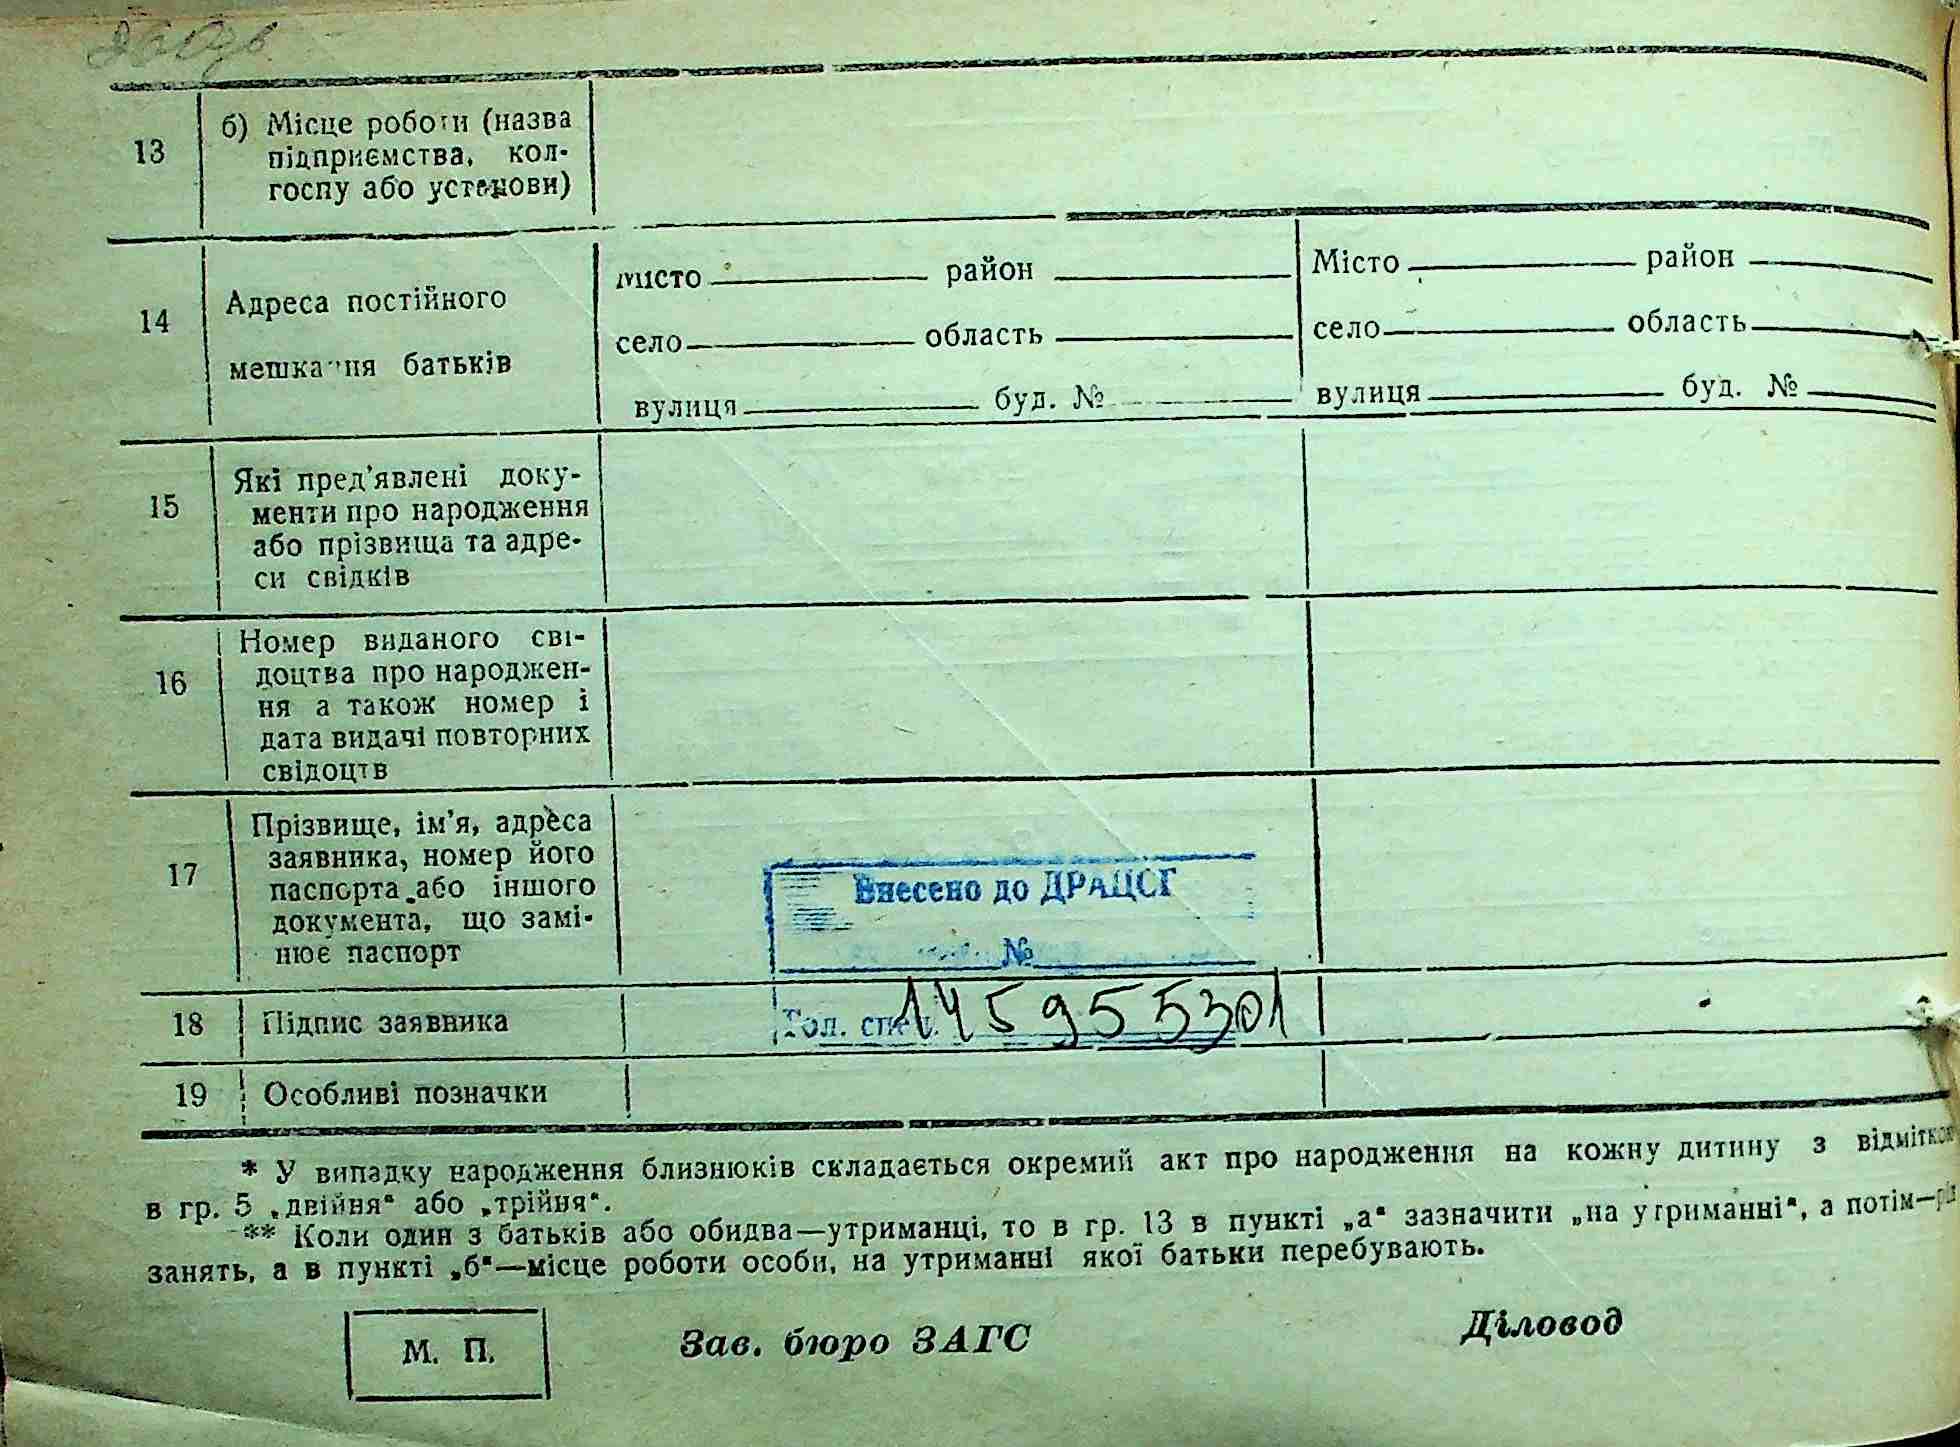 260зв
13
б) Місце роботи (назва
підприємства, кол-
госпу або установи)
14
Адреса постійного
мешкання батьків
місто район
село область
вулиця буд. №
Місто район
село область
вулиця буд. №
15
Які пред’явлені доку-
менти про народження
або прізвища та адре-
си свідків
16
Номер виданого сві-
доцтва про народжен-
ня а також номер і
дата видачі повторних
свідоцтв
17
Прізвище, ім’я, адреса
заявника, номер його
паспорта або іншого
документа, що замі-
нює паспорт
Внесено до ДРАЦСГ
№
18
Підпис заявника
Гол. спец. 145955301
19
Особливі позначки
* У випадку народження близнюків складається окремий акт про народження на кожну дитину з відміткою
в гр. 5 „двійня“ або „трійня“.
** Коли один з батьків або обидва—утриманці, то в гр. 13 в пункті „а“ зазначити „на утриманні“, а потім—рід
занять, а в пункті „б“—місце роботи особи, на утриманні якої батьки перебувають.
М. П.
Зав. бюро ЗАГС
Діловод